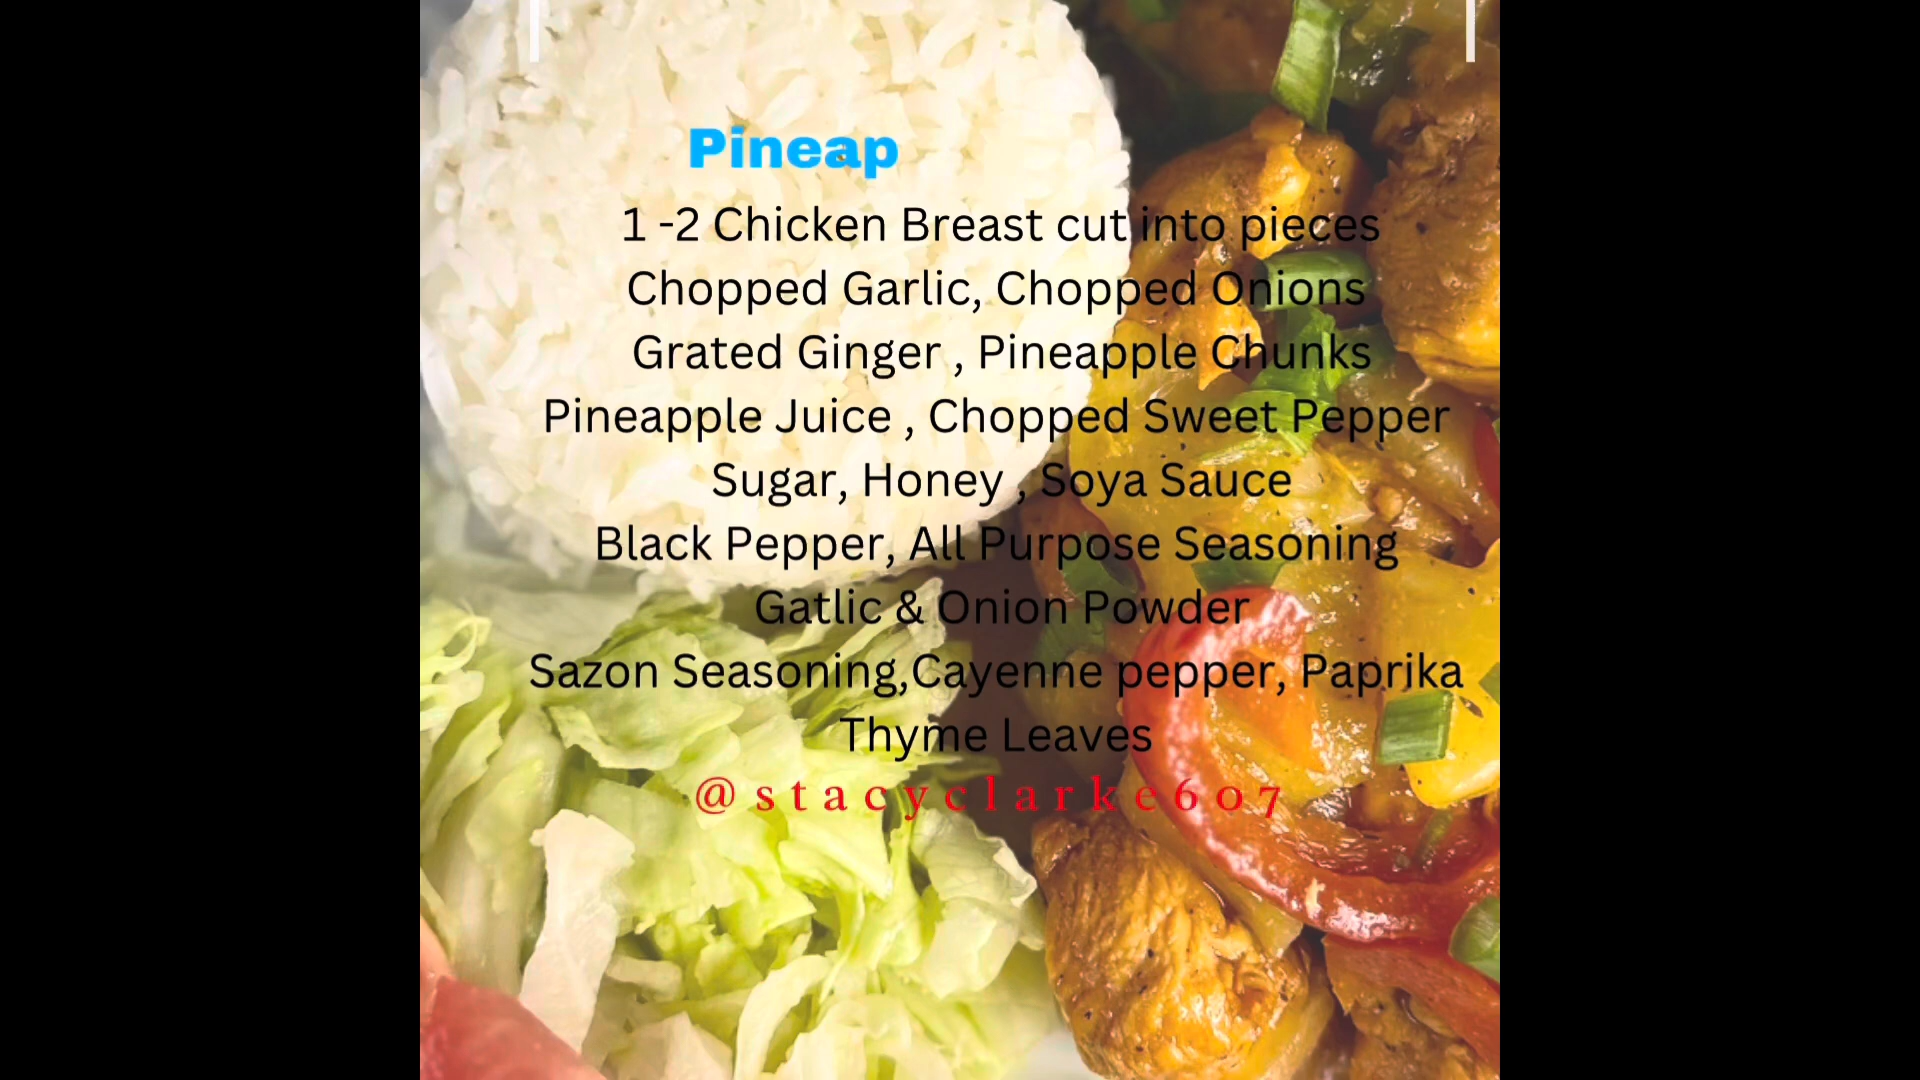 Pineap
1 -2 Chicken Breast cut into pieces
Chopped Garlic, Chopped Onions
Grated Ginger , Pineapple Chunks
Pineapple Juice , Chopped Sweet Pepper
Sugar, Honey , Soya Sauce
Black Pepper, All Purpose Seasoning
Gatlic & Onion Powder
Sazon Seasoning,Cayenne pepper, Paprika
Thyme Leaves
@stacyclarke607